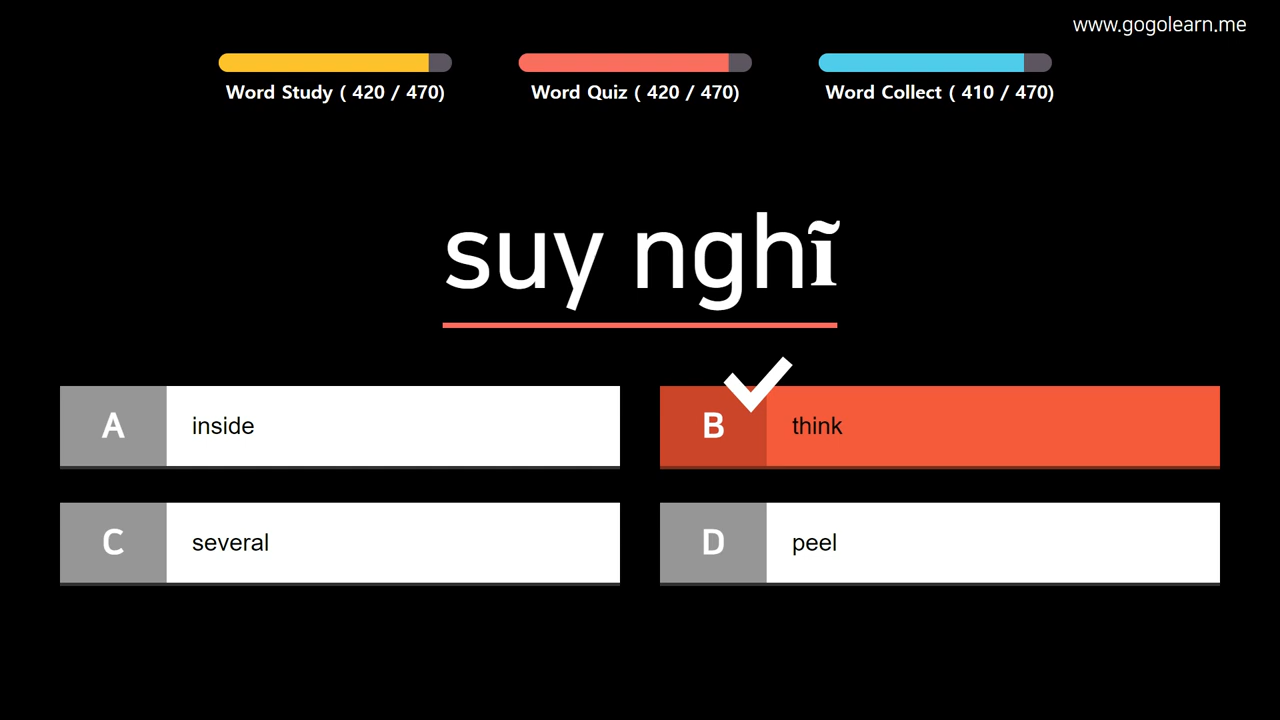 www.gogolearn.me
Word Study ( 420 / 470)
Word Quiz ( 420 / 470)
Word Collect ( 410 / 470)
suy nghĩ
A
inside
B
think
C
several
D
peel